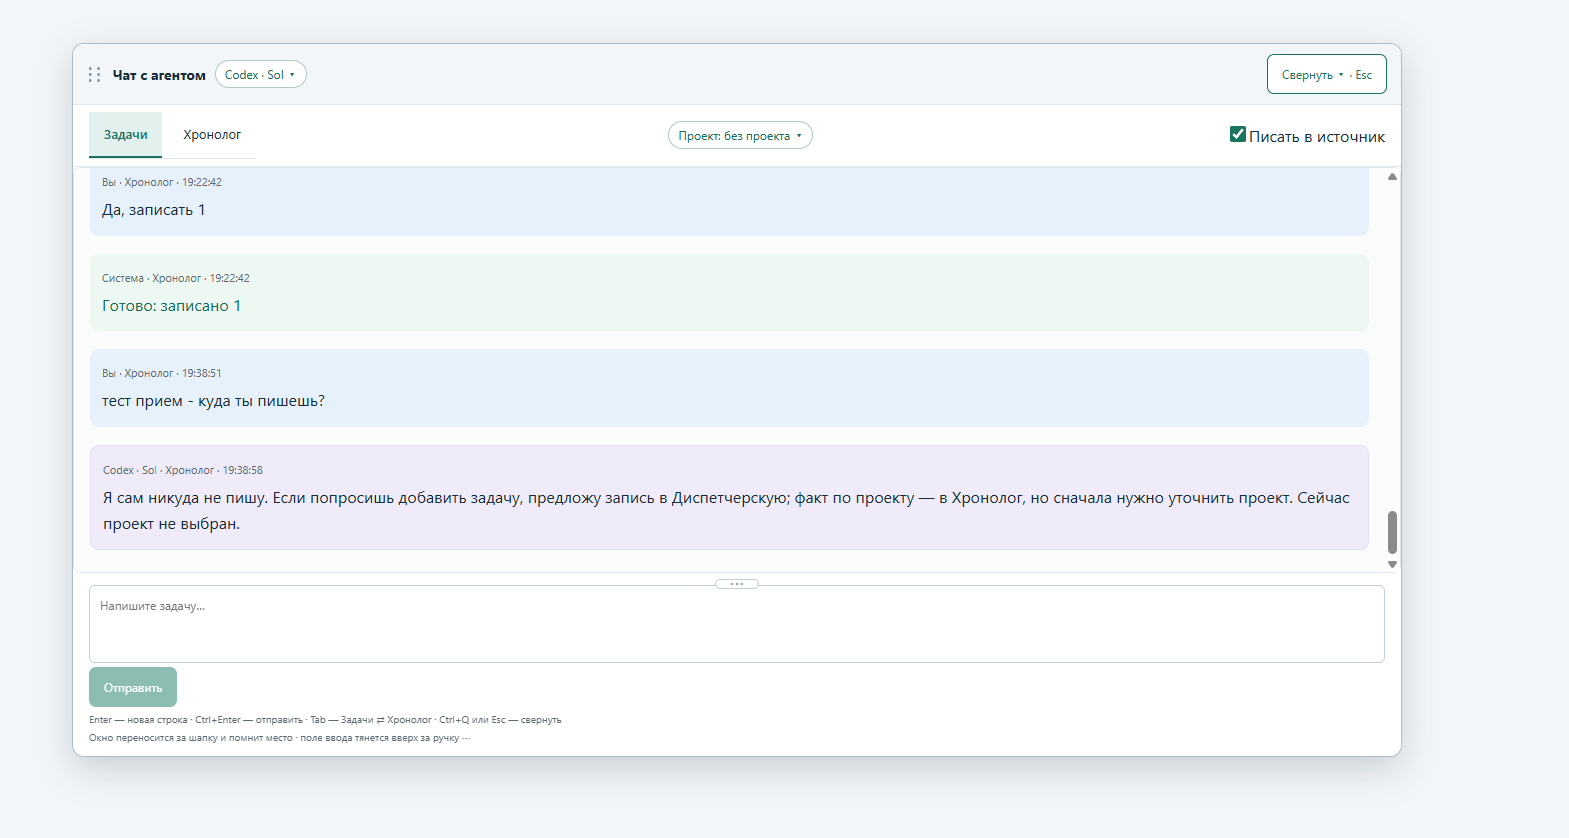 Чат с агентом Codex · Sol ▾ Свернуть ▾ · Esc
Задачи Хронолог Проект: без проекта ▾ Писать в источник
Вы · Хронолог · 19:22:42
Да, записать 1
Система · Хронолог · 19:22:42
Готово: записано 1
Вы · Хронолог · 19:38:51
тест прием - куда ты пишешь?
Codex · Sol · Хронолог · 19:38:58
Я сам никуда не пишу. Если попросишь добавить задачу, предложу запись в Диспетчерскую; факт по проекту — в Хронолог, но сначала нужно уточнить проект. Сейчас
проект не выбран.
Напишите задачу...
Отправить
Enter — новая строка · Ctrl+Enter — отправить · Tab — Задачи ⇄ Хронолог · Ctrl+Q или Esc — свернуть
Окно переносится за шапку и помнит место · поле ввода тянется вверх за ручку ···